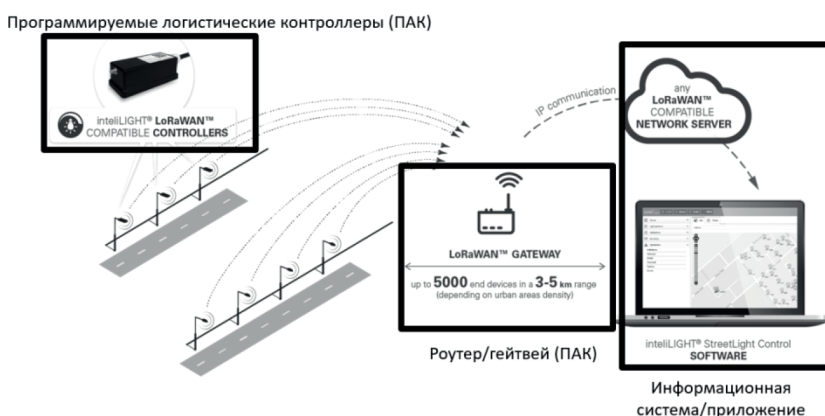 Программируемые логистические контроллеры (ПАК)
inteliLIGHT® LoRaWAN™
COMPATIBLE CONTROLLERS
IP communication
any
LoRaWAN™
COMPATIBLE
NETWORK SERVER
LoRaWAN™ GATEWAY
up to 5000 end devices in a 3-5 km range
(depending on urban areas density)
Роутер/гейтвей (ПАК)
inteliLIGHT® StreetLight Control
SOFTWARE
Информационная
система/приложение